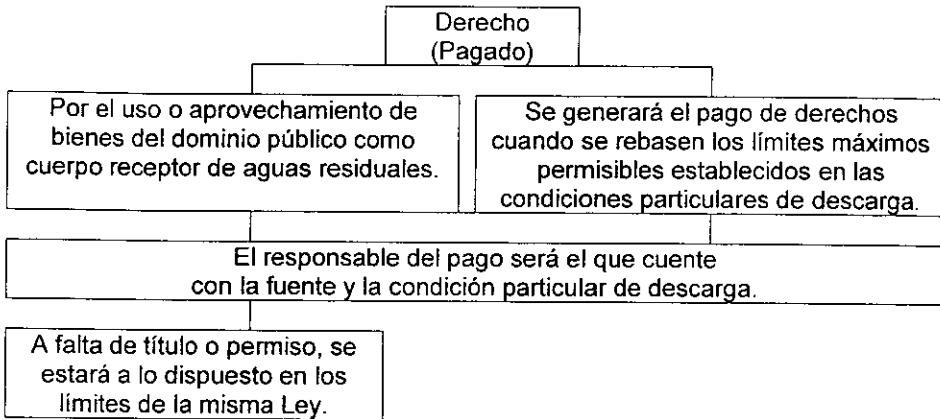 Derecho
(Pagado)
Por el uso o aprovechamiento de
bienes del dominio público como
cuerpo receptor de aguas residuales.
Se generará el pago de derechos
cuando se rebasen los límites máximos
permisibles establecidos en las
condiciones particulares de descarga.
El responsable del pago será el que cuente
con la fuente y la condición particular de descarga.
A falta de título o permiso, se
estará a lo dispuesto en los
límites de la misma Ley.